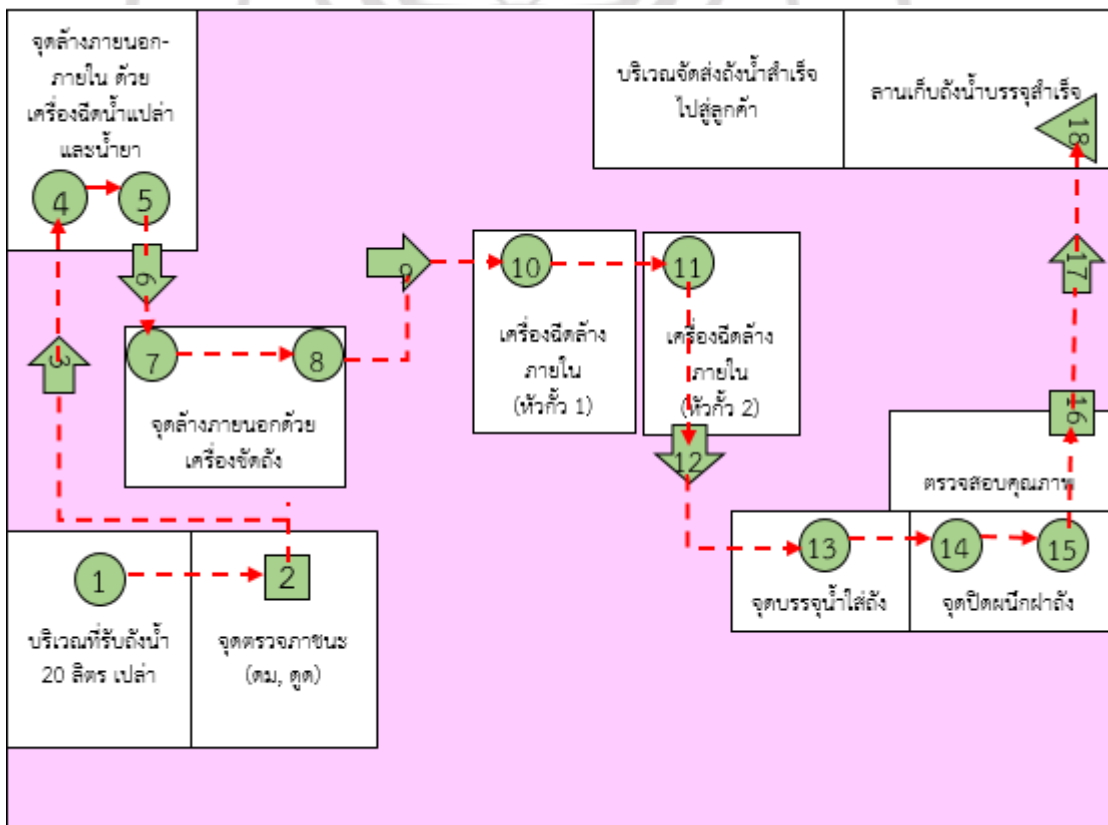 จุดล้างภายนอก-
ภายใน ด้วย
เครื่องฉีดน้ำเปล่า
และน้ำยา
4
5
6
3
7
8
จุดล้างภายนอกด้วย
เครื่องขัดถัง
1
2
บริเวณที่รับถังน้ำ
20 ลิตร เปล่า
จุดตรวจภาชนะ
(ดม, ดูด)
9
10
เครื่องฉีดล้าง
ภายใน
(หัวกั้ว 1)
11
เครื่องฉีดล้าง
ภายใน
(หัวกั้ว 2)
12
บริเวณจัดส่งถังน้ำสำเร็จ
ไปสู่ลูกค้า
ลานเก็บถังน้ำบรรจุสำเร็จ
18
17
16
ตรวจสอบคุณภาพ
13
14
15
จุดบรรจุน้ำใส่ถัง
จุดปิดผนึกฝาถัง